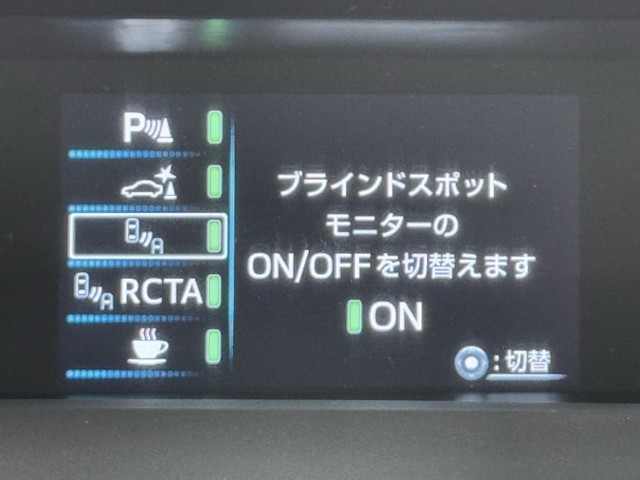 P
RCTA
ブラインドスポット
モニターの
ON/OFFを切替えます
ON
:切替